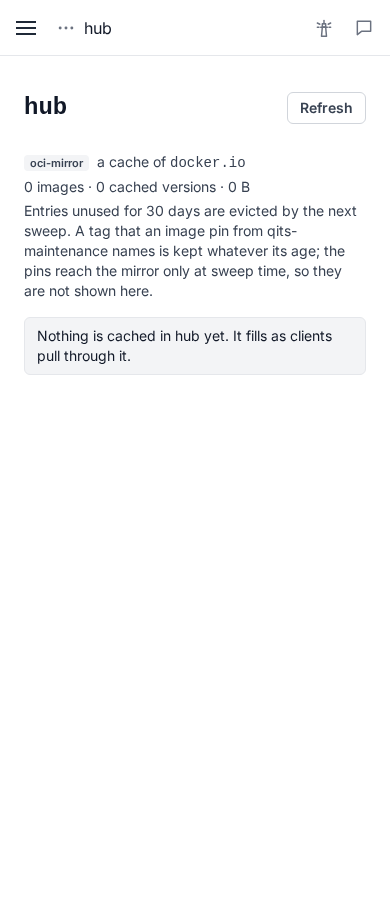 hub
hub
Refresh
oci-mirror a cache of docker.io
0 images · 0 cached versions · 0 B
Entries unused for 30 days are evicted by the next
sweep. A tag that an image pin from qits-
maintenance names is kept whatever its age; the
pins reach the mirror only at sweep time, so they
are not shown here.
Nothing is cached in hub yet. It fills as clients
pull through it.